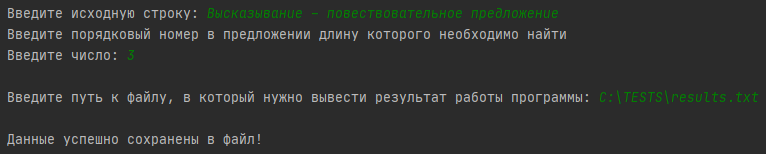 Введите исходную строку: Высказывание – повествовательное предложение
Введите порядковый номер в предложении длину которого необходимо найти
Введите число: 3
Введите путь к файлу, в который нужно вывести результат работы программы: C:\TESTS\results.txt
Данные успешно сохранены в файл!